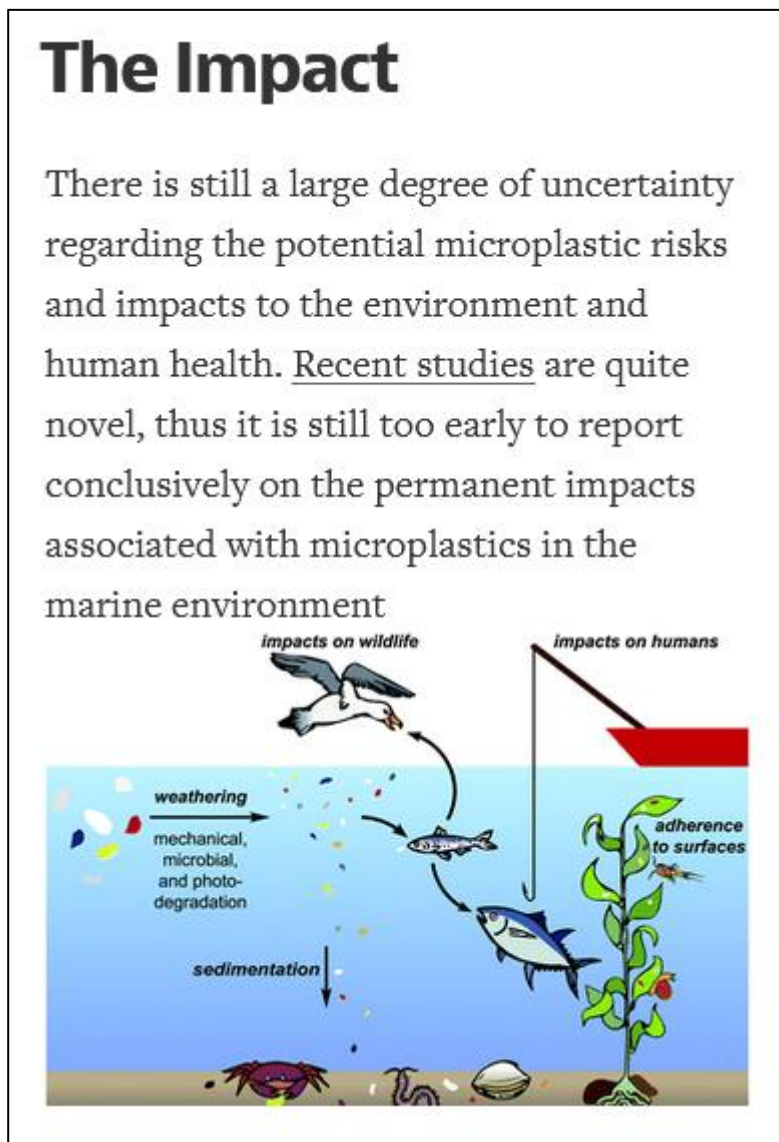 The Impact
There is still a large degree of uncertainty
regarding the potential microplastic risks
and impacts to the environment and
human health. Recent studies are quite
novel, thus it is still too early to report
conclusively on the permanent impacts
associated with microplastics in the
marine environment
impacts on wildlife
impacts on humans
weathering
mechanical,
microbial,
and photo-
degradation
adherence
to surfaces
sedimentation